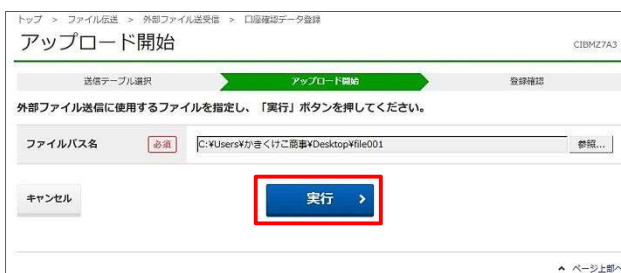 トップ > ファイル伝送 > 外部ファイル送受信 > 口座確認データ登録
アップロード開始
CIBMZ7A3
送信テーブル選択 アップロード開始 登録確認
外部ファイル送信に使用するファイルを指定し、「実行」ボタンを押してください。
ファイルパス名 必須 C:¥Users¥かきくけこ商事¥Desktop¥file001 参照...
キャンセル 実行
ページ上部へ